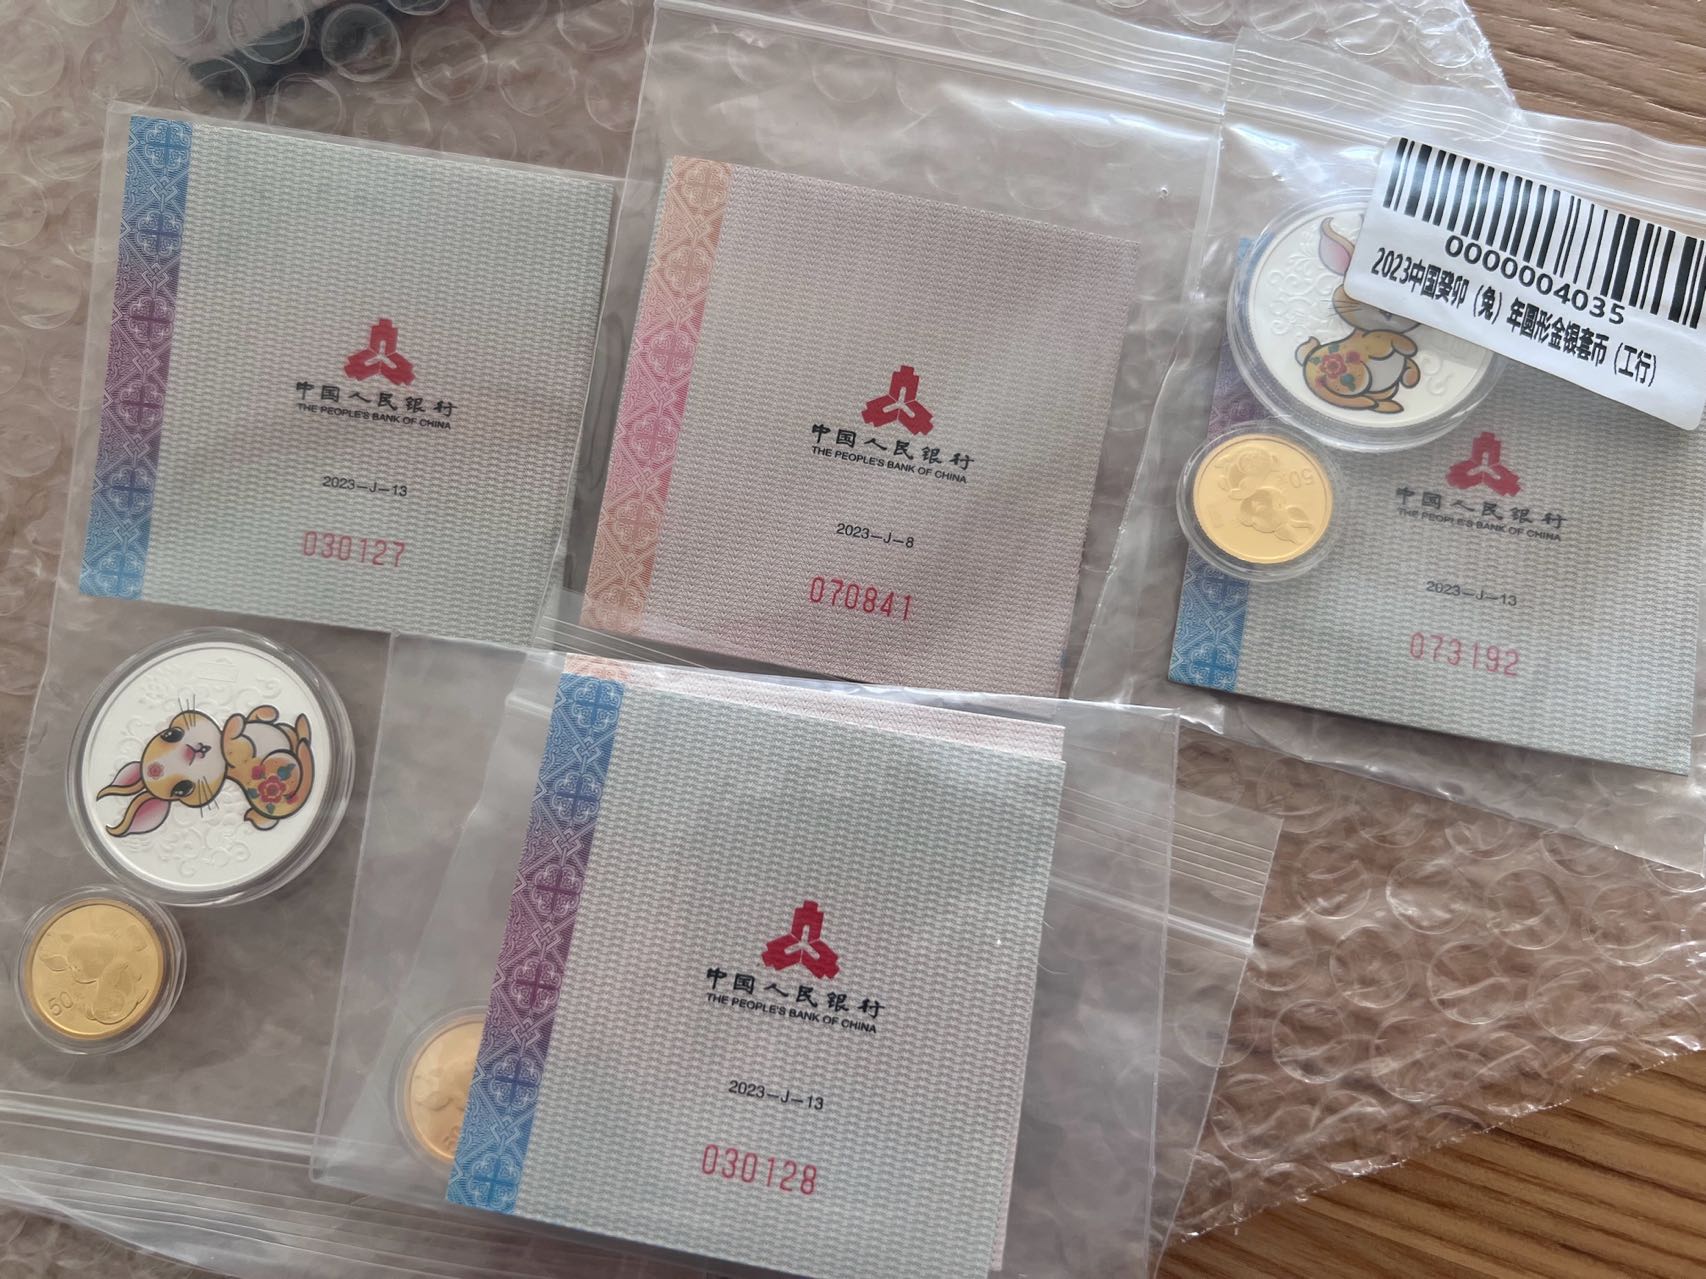 中国人民银行
THE PEOPLE'S BANK OF CHINA
2023-J-13
030127
中国人民银行
THE PEOPLE'S BANK OF CHINA
2023-J-8
070841
0000004035
2023中国癸卯（兔）年圆形金银套币（工行）
50元
中国人民银行
THE PEOPLE'S BANK OF CHINA
2023-J-13
073192
50
中国人民银行
THE PEOPLE'S BANK OF CHINA
2023-J-13
030128